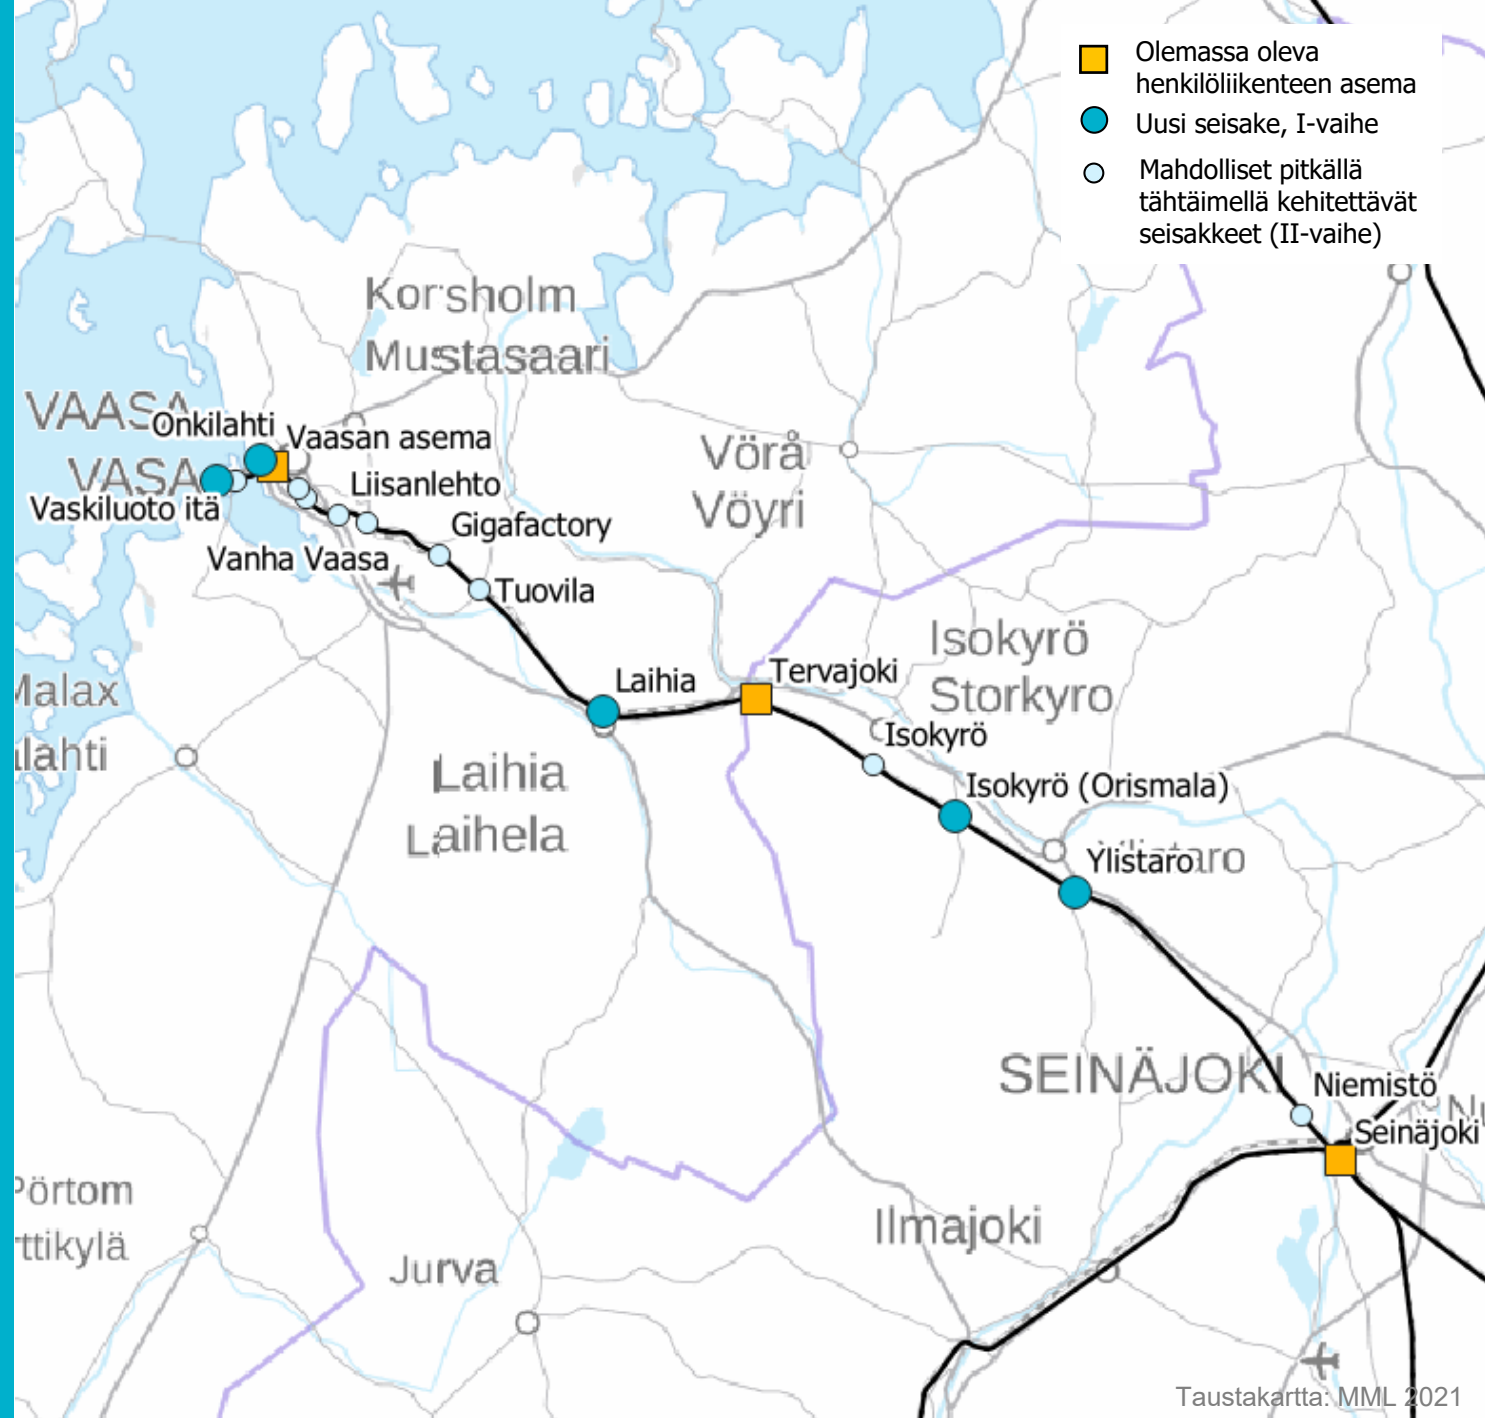 Olemassa oleva
henkilöliikenteen asema
Uusi seisake, I-vaihe
Mahdolliset pitkällä
tähtäimellä kehitettävät
seisakkeet (II-vaihe)
Korsholm
Mustasaari
VAASA
Onkilahti
Vaasan asema
VASA
Vaskiluoto itä
Liisanlehto
Gigafactory
Vanha Vaasa
Tuovila
Vörå
Vöyri
Isokyrö
Storkyro
Laihia
Tervajoki
Malax
Isokyrö
Isokyrö (Orismala)
Laihia
Laihela
Ylistaro
Ylistaro
SEINÄJOKI
Niemistö
Seinäjoki
Ilmajoki
Jurva
Pörtom
Taustakartta: MML 2021